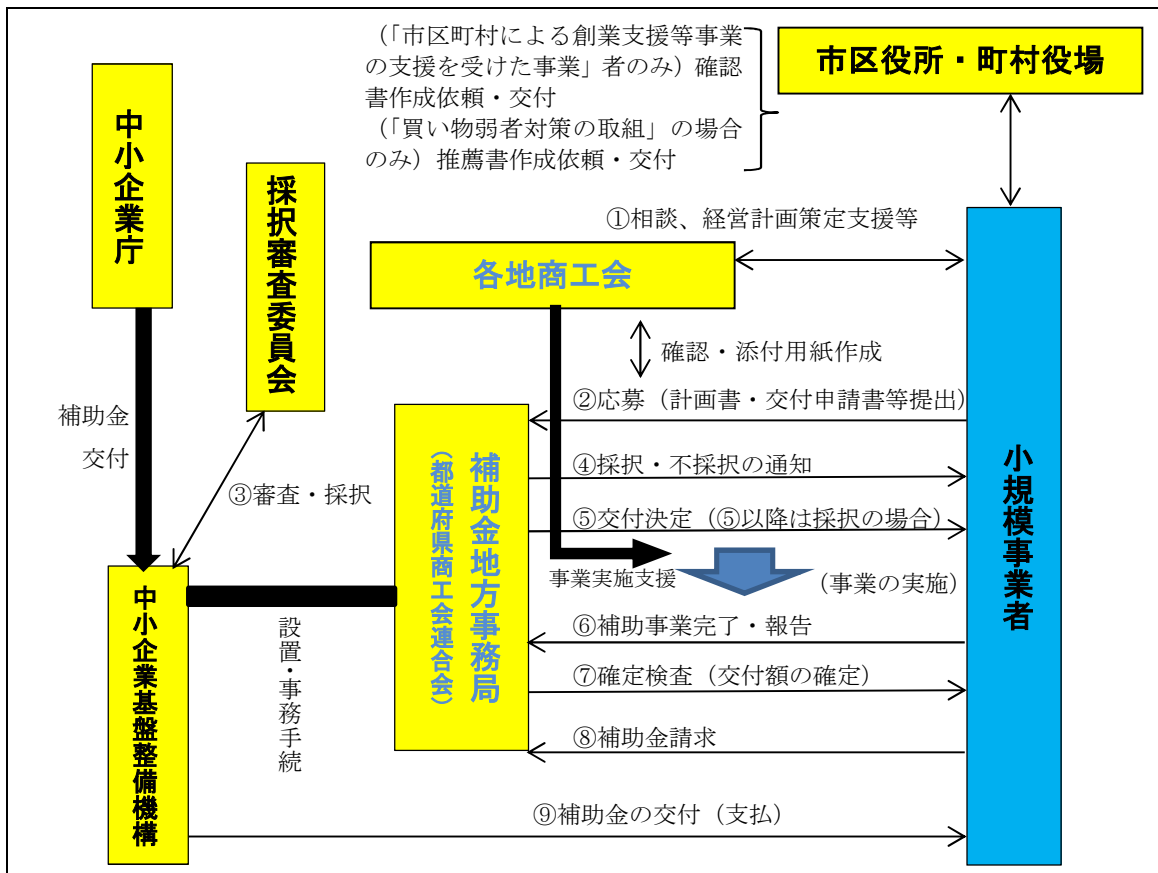 （「市区町村による創業支援等事業
の支援を受けた事業」者のみ）確認
書作成依頼・交付
（「買い物弱者対策の取組」の場合
のみ）推薦書作成依頼・交付
市区役所・町村役場
中小企業庁
採択審査委員会
①相談、経営計画策定支援等
各地商工会
確認・添付用紙作成
補助金
交付
②応募（計画書・交付申請書等提出）
③審査・採択
補助金地方事務局
（都道府県商工会連合会）
④採択・不採択の通知
⑤交付決定（⑤以降は採択の場合）
事業実施支援
（事業の実施）
小規模事業者
中小企業基盤整備機構
設置・事務手続
⑥補助事業完了・報告
⑦確定検査（交付額の確定）
⑧補助金請求
⑨補助金の交付（支払）